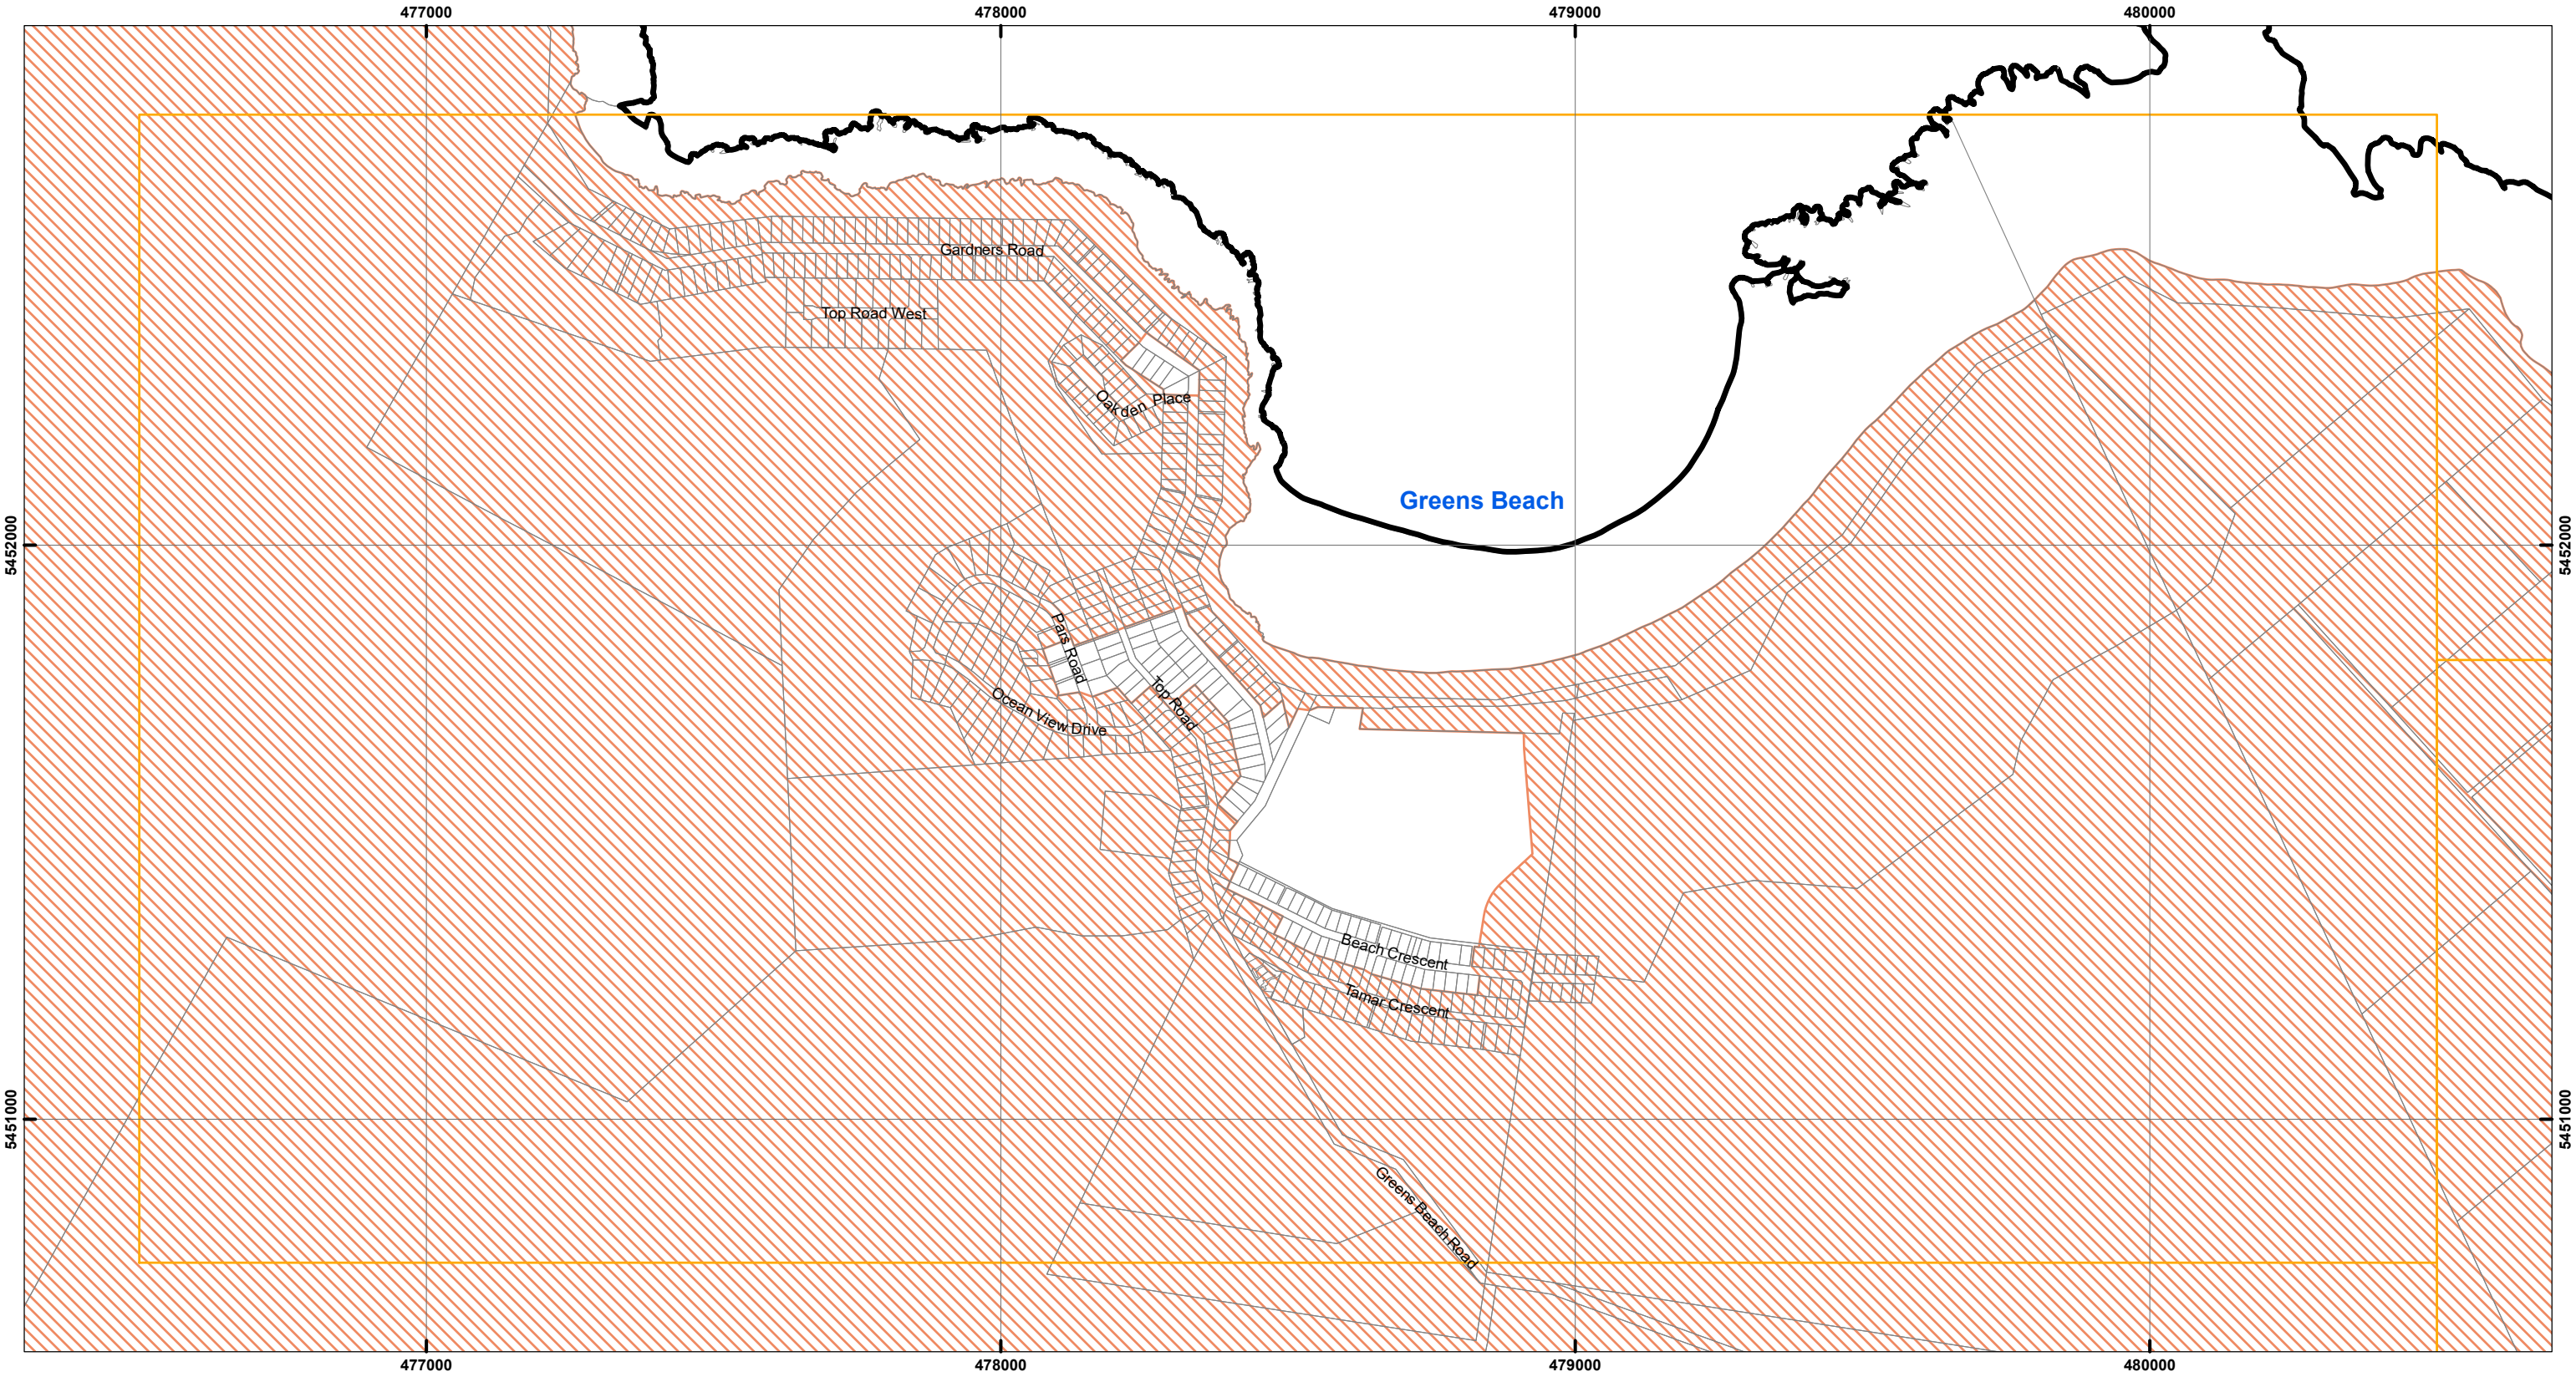 477000 478000 479000 480000
Gardners Road
Top Road West
Oakden Place
Greens Beach
5452000 5452000
Pars Road
Top Road
Ocean View Drive
Beach Crescent
Tamar Crescent
5451000 5451000
Greens Beach Road
477000 478000 479000 480000